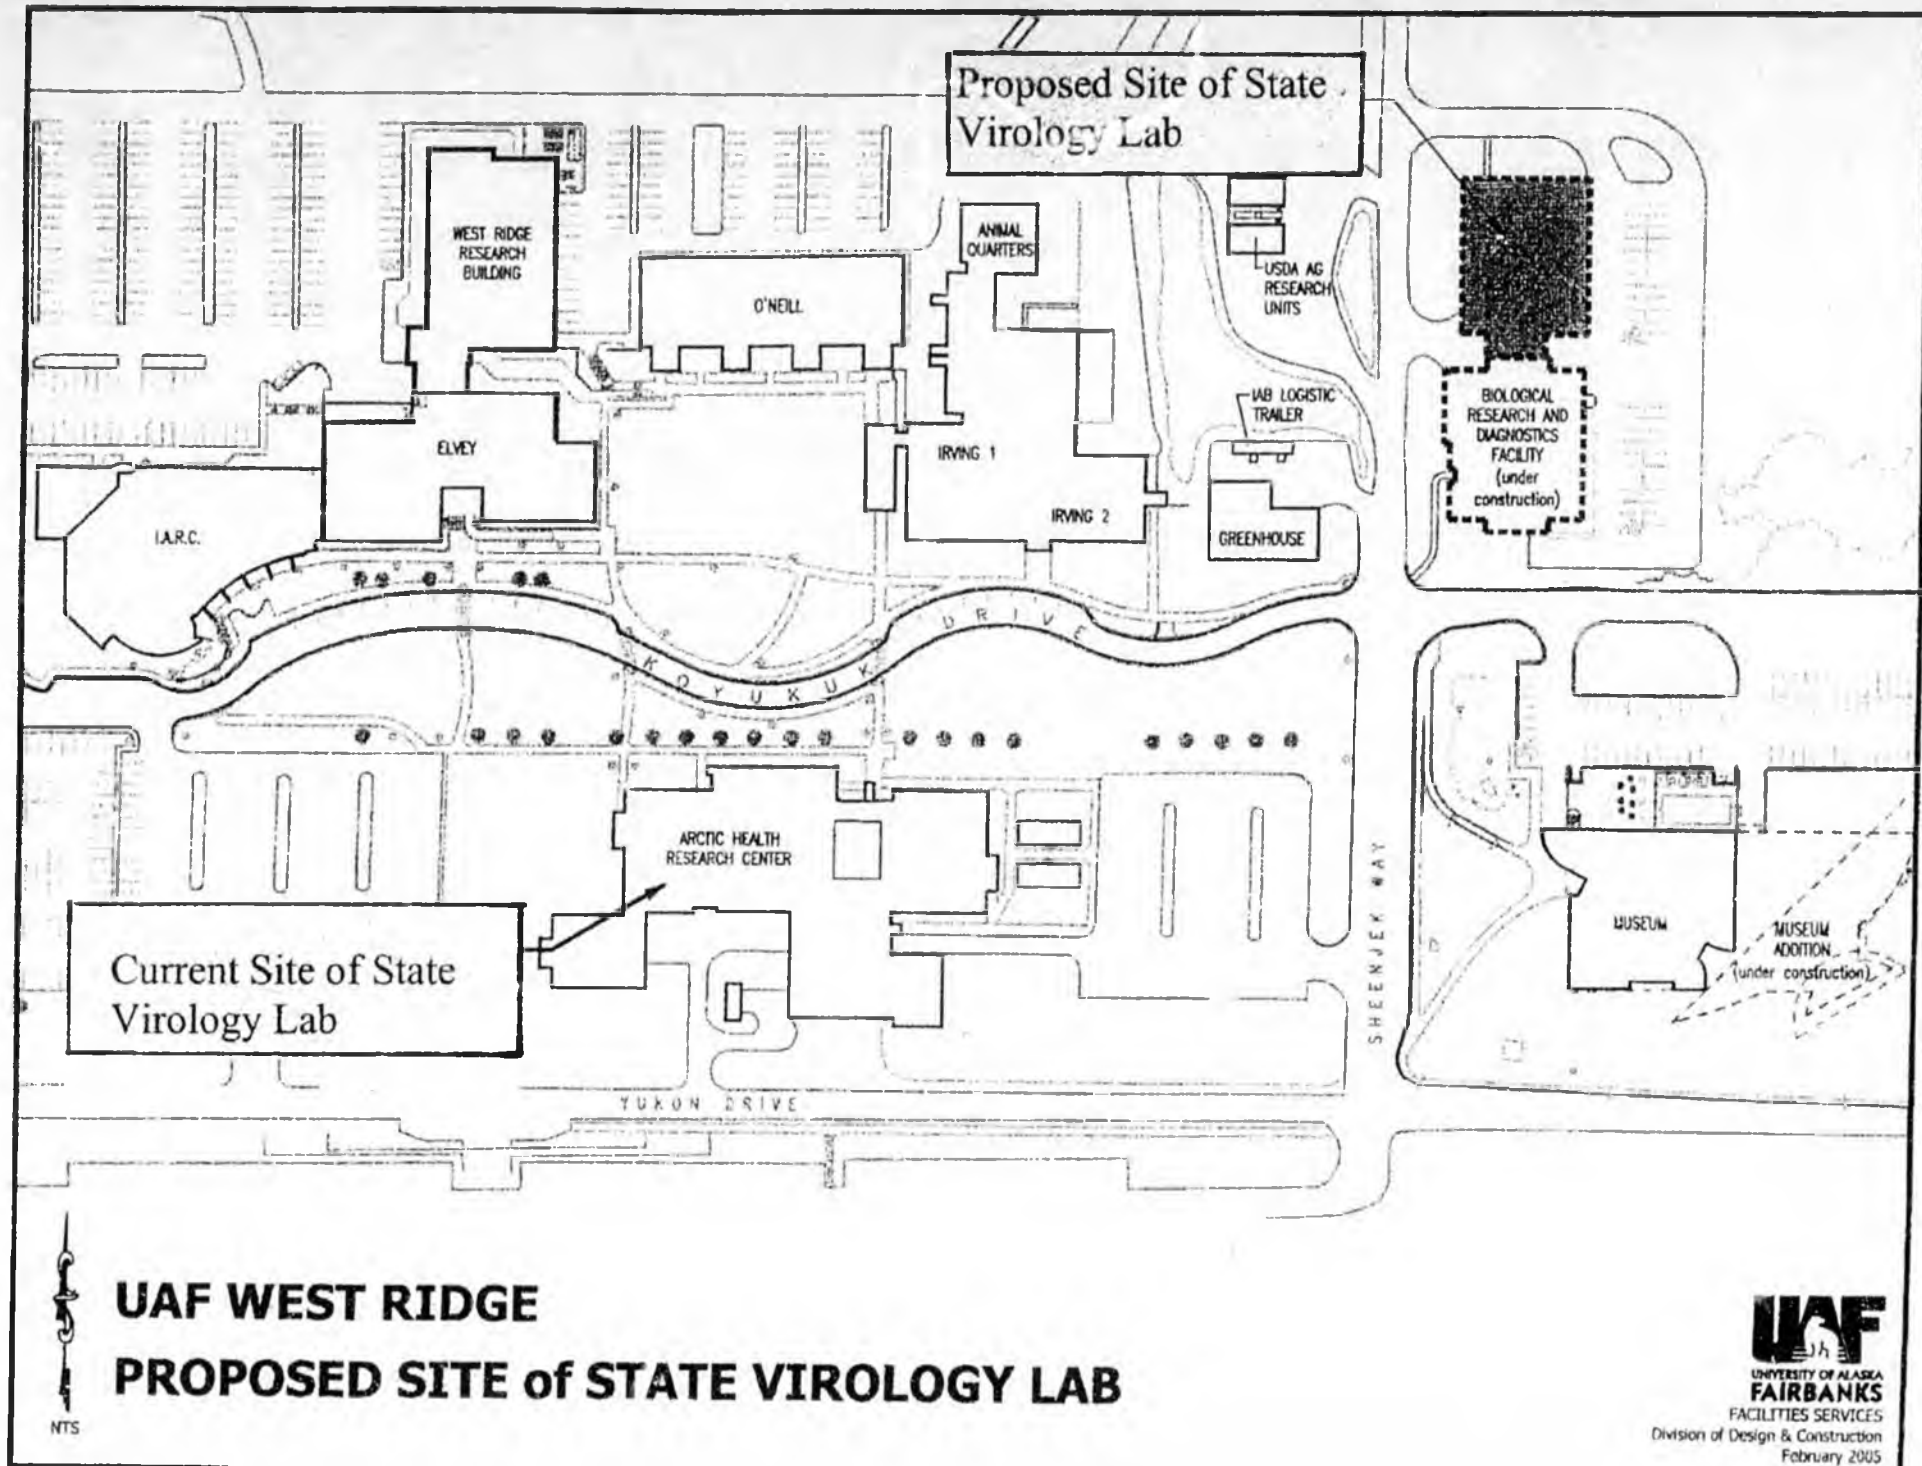 Proposed Site of State
Virology Lab
WEST RIDGE
RESEARCH
BUILDING
O'NEILL
ANIMAL
QUARTERS
USDA AG
RESEARCH
UNITS
IAB LOGISTIC
TRAILER
BIOLOGICAL
RESEARCH AND
DIAGNOSTICS
FACILITY
(under
construction)
ELVEY
IRVING 1
IRVING 2
I.A.R.C.
GREENHOUSE
KOYUKUK DRIVE
ARCTIC HEALTH
RESEARCH CENTER
SHEENJEK WAY
MUSEUM
MUSEUM
ADDITION
(under construction)
Current Site of State
Virology Lab
YUKON DRIVE
NTS
UAF WEST RIDGE
PROPOSED SITE of STATE VIROLOGY LAB
UAF
UNIVERSITY OF ALASKA
FAIRBANKS
FACILITIES SERVICES
Division of Design & Construction
February 2005